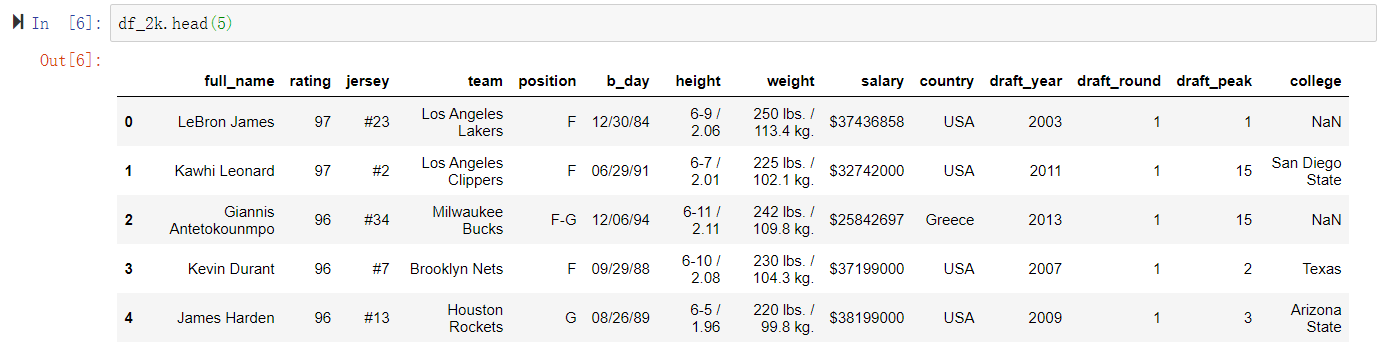 In [6]: df_2k.head(5)
Out[6]:
full_name rating jersey team position b_day height weight salary country draft_year draft_round draft_peak college
0 LeBron James 97 #23 Los Angeles Lakers F 12/30/84 6-9 / 2.06 250 lbs. / 113.4 kg. $37436858 USA 2003 1 1 NaN
1 Kawhi Leonard 97 #2 Los Angeles Clippers F 06/29/91 6-7 / 2.01 225 lbs. / 102.1 kg. $32742000 USA 2011 1 15 San Diego State
2 Giannis Antetokounmpo 96 #34 Milwaukee Bucks F-G 12/06/94 6-11 / 2.11 242 lbs. / 109.8 kg. $25842697 Greece 2013 1 15 NaN
3 Kevin Durant 96 #7 Brooklyn Nets F 09/29/88 6-10 / 2.08 230 lbs. / 104.3 kg. $37199000 USA 2007 1 2 Texas
4 James Harden 96 #13 Houston Rockets G 08/26/89 6-5 / 1.96 220 lbs. / 99.8 kg. $38199000 USA 2009 1 3 Arizona State